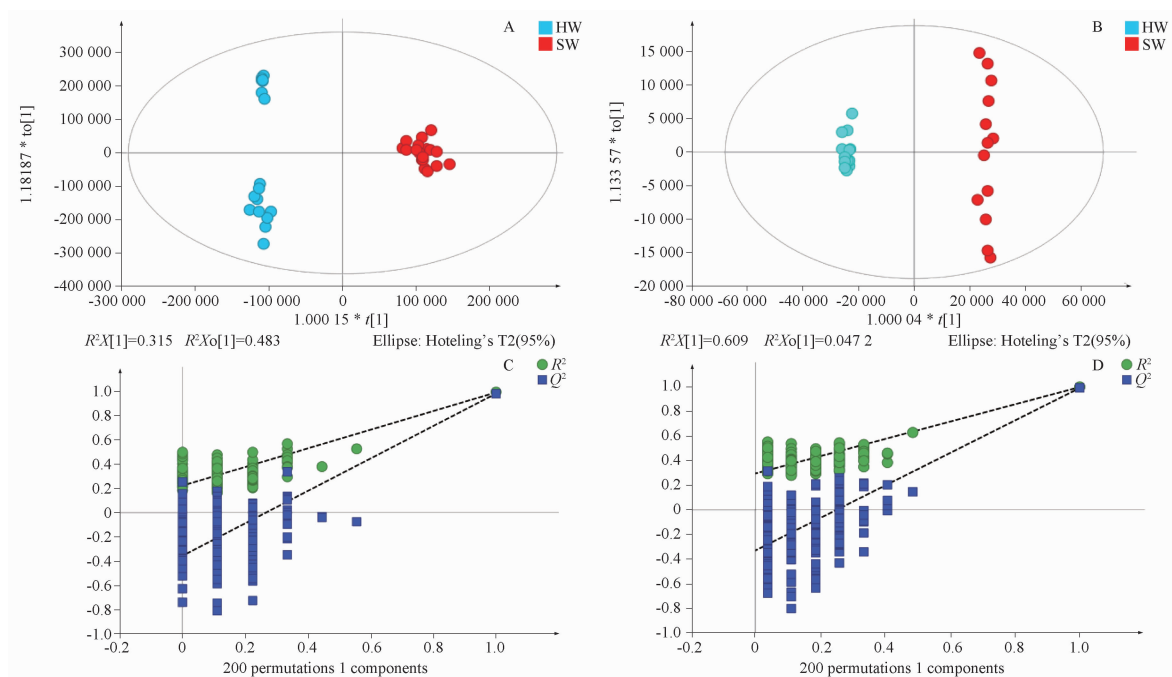 A
HW
SW
300 000
200 000
100 000
0
-100 000
-200 000
-300 000
-400 000
1.18187 * to[1]
-300 000 -200 000 -100 000 0 100 000 200 000
1.000 15 * t[1]
R²X[1]=0.315 R²Xo[1]=0.483 Ellipse: Hoteling's T2(95%)
B
HW
SW
15 000
10 000
5 000
0
-5 000
-10 000
-15 000
-20 000
1.133 57 * to[1]
-80 000 -60 000 -40 000 -20 000 0 20 000 40 000 60 000
1.000 04 * t[1]
R²X[1]=0.609 R²Xo[1]=0.047 2 Ellipse: Hoteling's T2(95%)
C
R²
Q²
1.0
0.8
0.6
0.4
0.2
0
-0.2
-0.4
-0.6
-0.8
-1.0
-0.2 0 0.2 0.4 0.6 0.8 1.0
200 permutations 1 components
D
R²
Q²
1.0
0.8
0.6
0.4
0.2
0
-0.2
-0.4
-0.6
-0.8
-1.0
-0.2 0 0.2 0.4 0.6 0.8 1.0
200 permutations 1 components